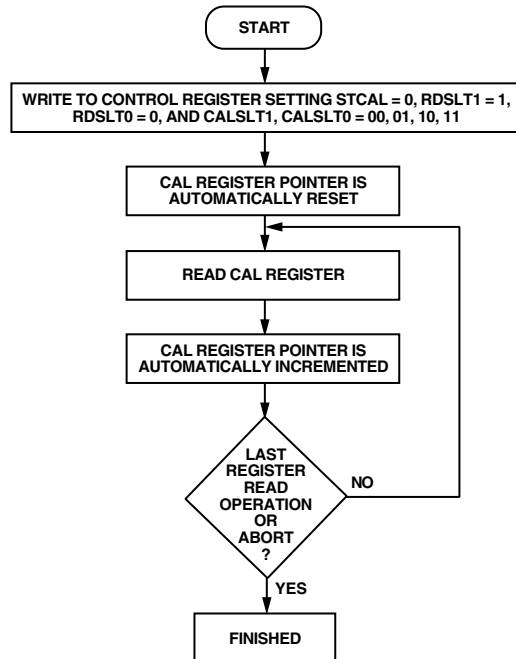 START
WRITE TO CONTROL REGISTER SETTING STCAL = 0, RDSLT1 = 1,
RDSLT0 = 0, AND CALSLT1, CALSLT0 = 00, 01, 10, 11
CAL REGISTER POINTER IS
AUTOMATICALLY RESET
READ CAL REGISTER
CAL REGISTER POINTER IS
AUTOMATICALLY INCREMENTED
LAST
REGISTER
READ
OPERATION
OR
ABORT
?
NO
YES
FINISHED